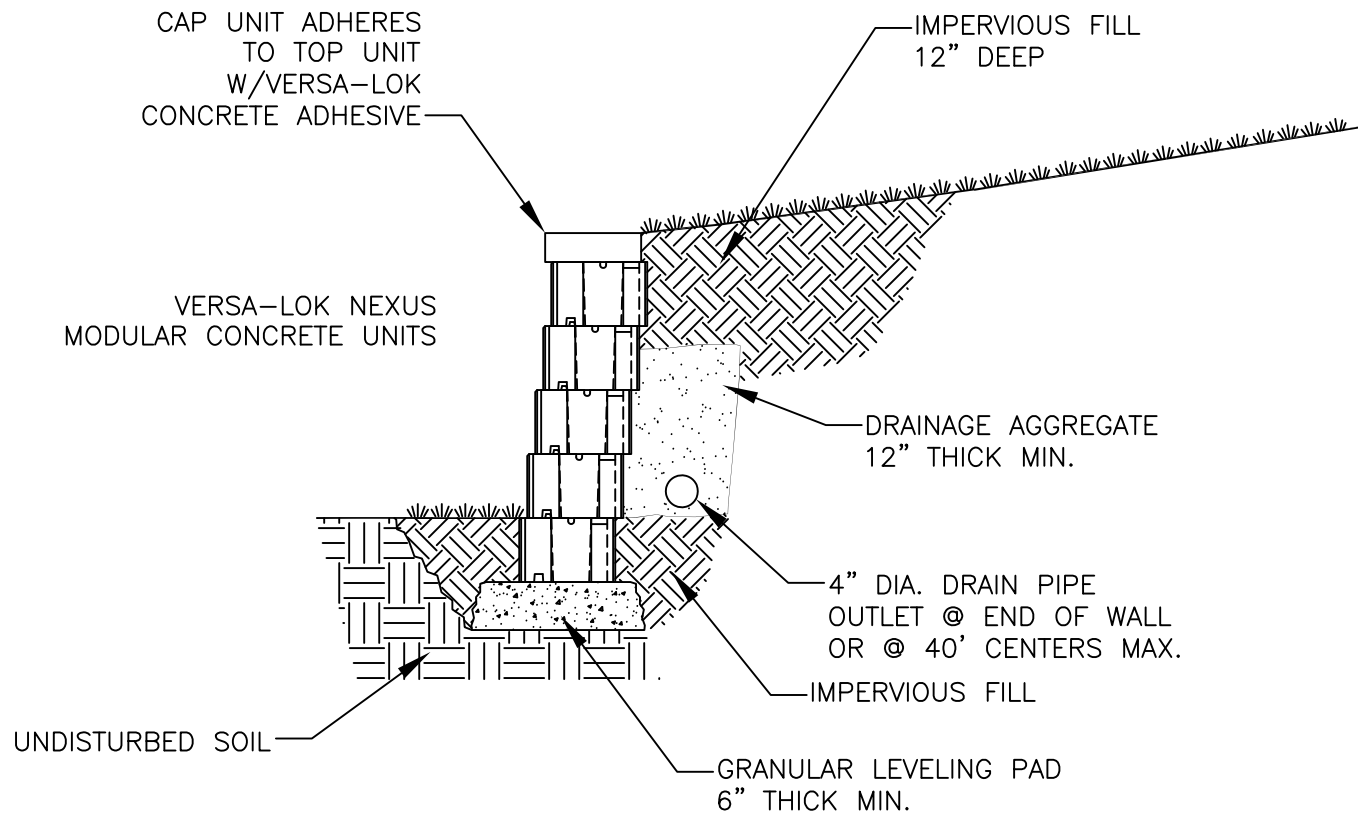 CAP UNIT ADHERES
TO TOP UNIT
W/VERSA-LOK
CONCRETE ADHESIVE
IMPERVIOUS FILL
12" DEEP
VERSA-LOK NEXUS
MODULAR CONCRETE UNITS
DRAINAGE AGGREGATE
12" THICK MIN.
4" DIA. DRAIN PIPE
OUTLET @ END OF WALL
OR @ 40' CENTERS MAX.
IMPERVIOUS FILL
UNDISTURBED SOIL
GRANULAR LEVELING PAD
6" THICK MIN.